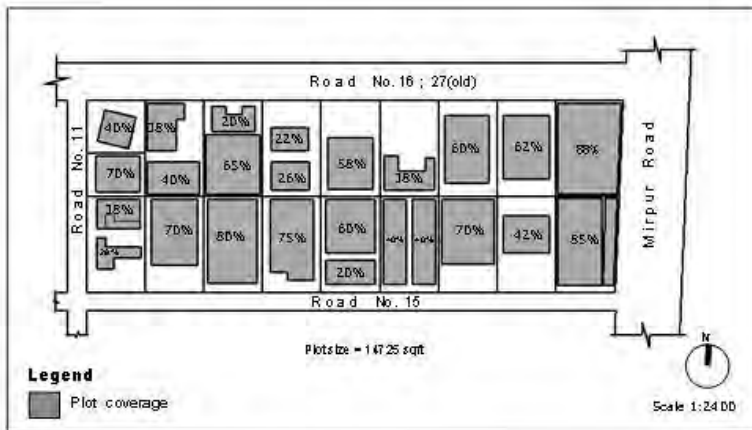 Road No.16 ; 27(old)
Road No.11
Mirpur Road
40%
38%
20%
22%
58%
60%
62%
88%
70%
40%
65%
26%
38%
38%
70%
80%
75%
60%
70%
42%
85%
20%
Road No. 15
Plot size = 14725 sqft
N
Legend
Plot coverage
Scale 1:2400